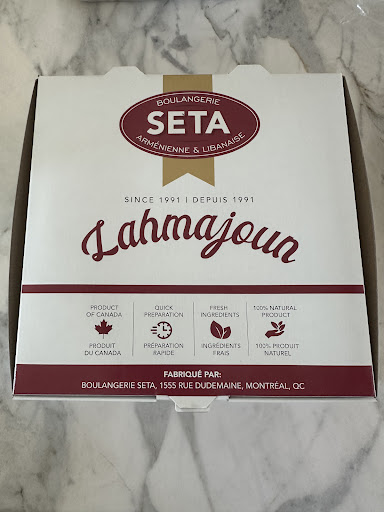 BOULANGERIE
SETA
ARMÉNIENNE & LIBANAISE
SINCE 1991 | DEPUIS 1991
Lahmajoun
PRODUCT
OF CANADA
PRODUIT
DU CANADA
QUICK
PREPARATION
PRÉPARATION
RAPIDE
FRESH
INGREDIENTS
INGRÉDIENTS
FRAIS
100% NATURAL
PRODUCT
100% PRODUIT
NATUREL
FABRIQUÉ PAR:
BOULANGERIE SETA, 1555 RUE DUDEMAINE, MONTRÉAL, QC